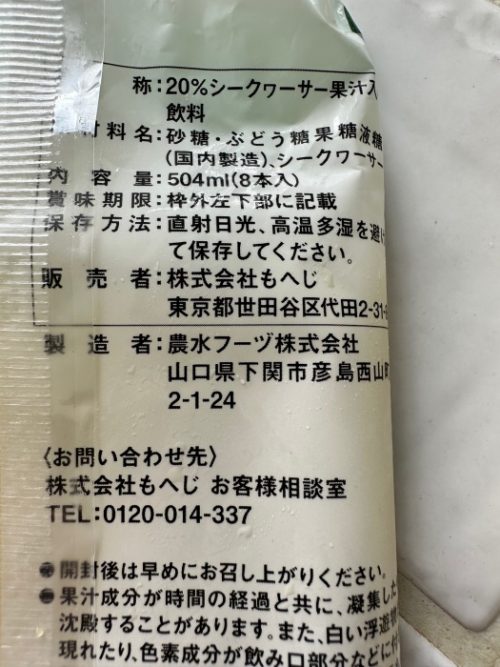 称:20%シークヮーサー果汁入
飲料
材料名:砂糖・ぶどう糖果糖液糖
(国内製造)、シークヮーサー
内容量:504ml(8本入)
賞味期限:枠外左下部に記載
保存方法:直射日光、高温多湿を避け
て保存してください。
販売者:株式会社もへじ
東京都世田谷区代田2-31-
製造者:農水フーヅ株式会社
山口県下関市彦島西山町
2-1-24
〈お問い合わせ先〉
株式会社もへじ お客様相談室
TEL:0120-014-337
●開封後は早めにお召し上がりください。
●果汁成分が時間の経過と共に、凝集した
沈殿することがあります。また、白い浮遊物
現れたり、色素成分が飲み口部分などに付